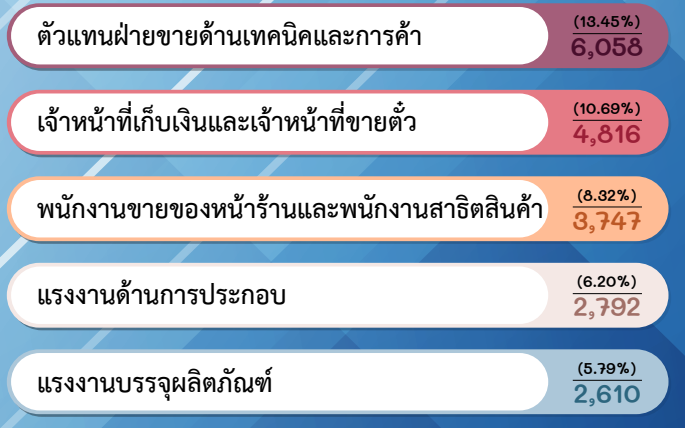 ตัวแทนฝ่ายขายด้านเทคนิคและการค้า
(13.45%)
6,058
เจ้าหน้าที่เก็บเงินและเจ้าหน้าที่ขายตั๋ว
(10.69%)
4,816
พนักงานขายของหน้าร้านและพนักงานสาธิตสินค้า
(8.32%)
3,747
แรงงานด้านการประกอบ
(6.20%)
2,792
แรงงานบรรจุผลิตภัณฑ์
(5.79%)
2,610